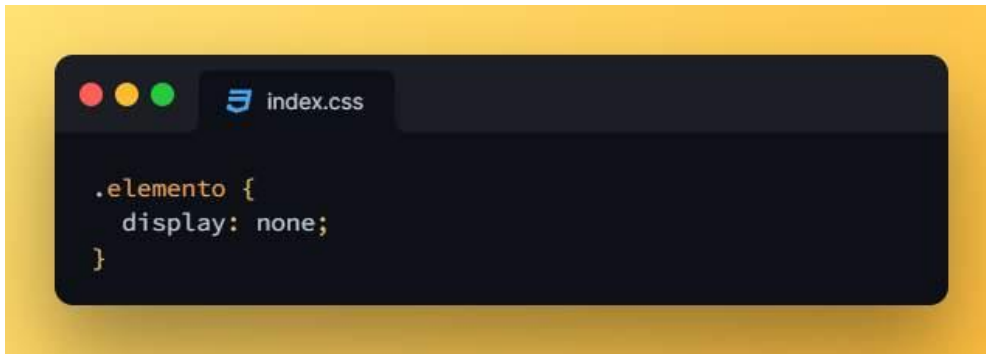 index.css
.elemento {
  display: none;
}